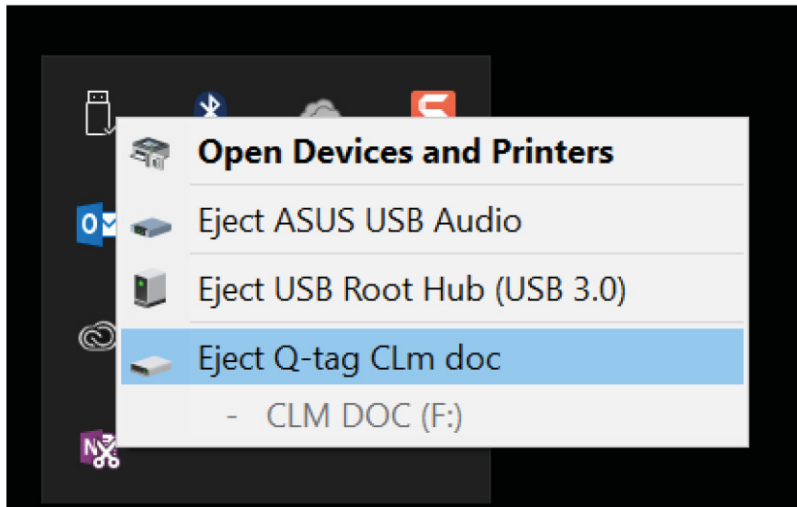 Open Devices and Printers
Eject ASUS USB Audio
Eject USB Root Hub (USB 3.0)
Eject Q-tag CLm doc
- CLM DOC (F:)